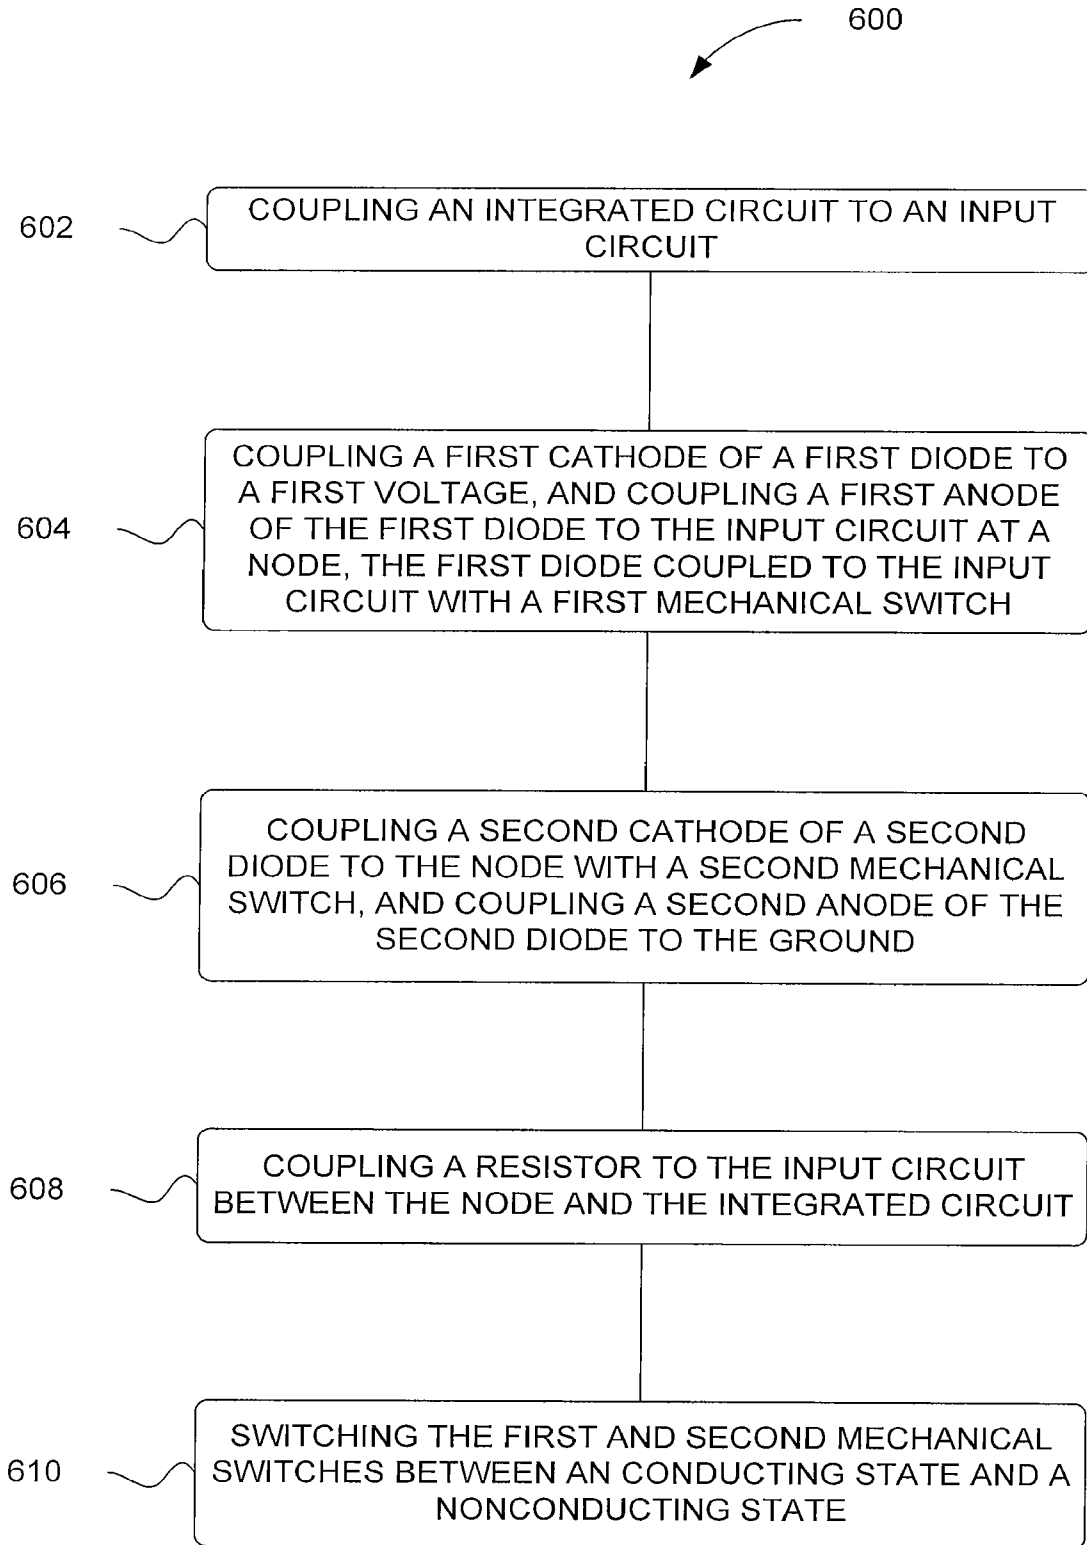 600
602
COUPLING AN INTEGRATED CIRCUIT TO AN INPUT
CIRCUIT
604
COUPLING A FIRST CATHODE OF A FIRST DIODE TO
A FIRST VOLTAGE, AND COUPLING A FIRST ANODE
OF THE FIRST DIODE TO THE INPUT CIRCUIT AT A
NODE, THE FIRST DIODE COUPLED TO THE INPUT
CIRCUIT WITH A FIRST MECHANICAL SWITCH
606
COUPLING A SECOND CATHODE OF A SECOND
DIODE TO THE NODE WITH A SECOND MECHANICAL
SWITCH, AND COUPLING A SECOND ANODE OF THE
SECOND DIODE TO THE GROUND
608
COUPLING A RESISTOR TO THE INPUT CIRCUIT
BETWEEN THE NODE AND THE INTEGRATED CIRCUIT
610
SWITCHING THE FIRST AND SECOND MECHANICAL
SWITCHES BETWEEN AN CONDUCTING STATE AND A
NONCONDUCTING STATE